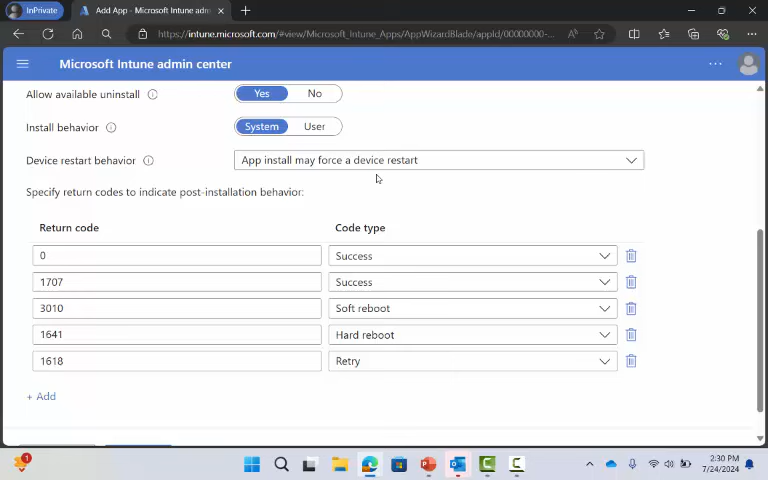 InPrivate
Add App - Microsoft Intune adm
https://intune.microsoft.com/#view/Microsoft_Intune_Apps/AppWizardBlade/appId/00000000-...
Microsoft Intune admin center
Allow available uninstall
Yes
No
Install behavior
System
User
Device restart behavior
App install may force a device restart
Specify return codes to indicate post-installation behavior:
Return code
Code type
0
Success
1707
Success
3010
Soft reboot
1641
Hard reboot
1618
Retry
+ Add
1
2:30 PM
7/24/2024